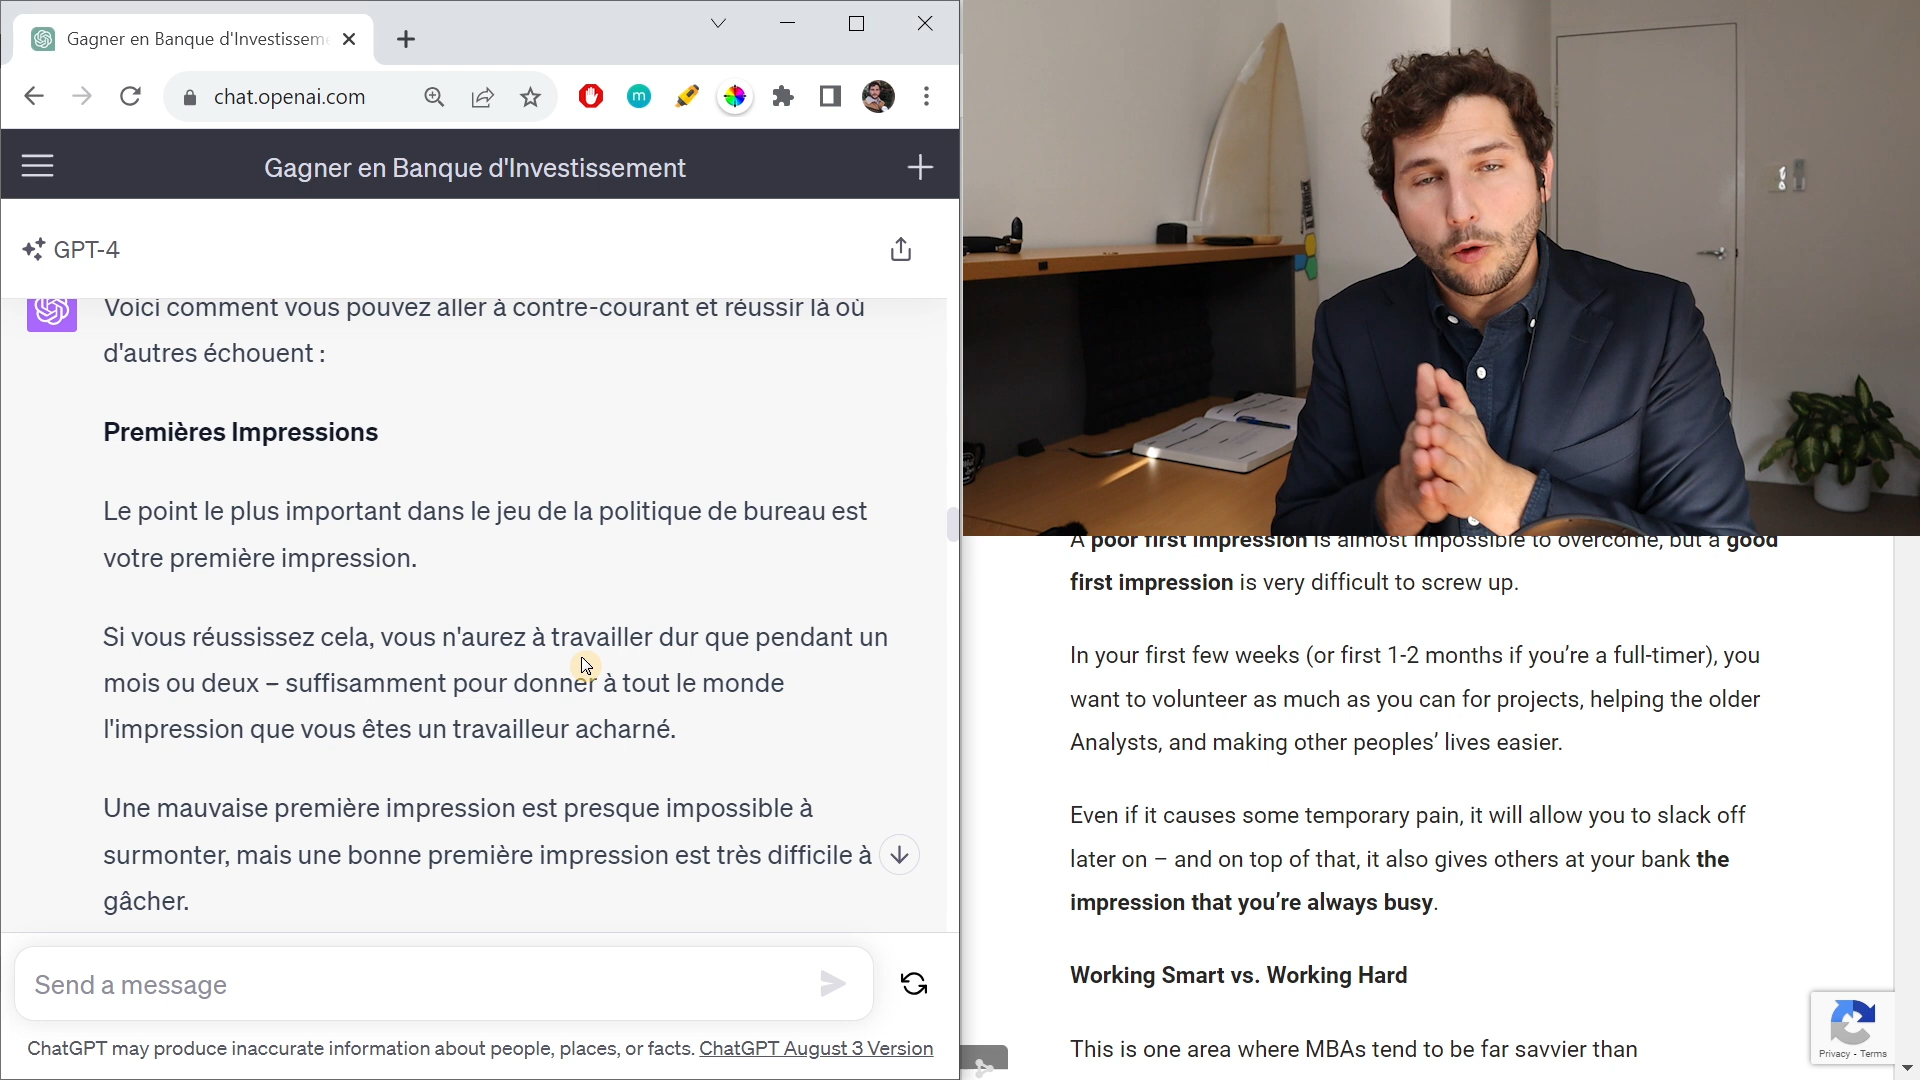 Gagner en Banque d'Investissem
chat.openai.com
m
Gagner en Banque d'Investissement
GPT-4
Voici comment vous pouvez aller à contre-courant et réussir là où
d'autres échouent :
Premières Impressions
Le point le plus important dans le jeu de la politique de bureau est
votre première impression.
Si vous réussissez cela, vous n'aurez à travailler dur que pendant un
mois ou deux – suffisamment pour donner à tout le monde
l'impression que vous êtes un travailleur acharné.
Une mauvaise première impression est presque impossible à
surmonter, mais une bonne première impression est très difficile à
gâcher.
Send a message
ChatGPT may produce inaccurate information about people, places, or facts. ChatGPT August 3 Version
A poor first impression is almost impossible to overcome, but a good
first impression is very difficult to screw up.
In your first few weeks (or first 1-2 months if you’re a full-timer), you
want to volunteer as much as you can for projects, helping the older
Analysts, and making other peoples’ lives easier.
Even if it causes some temporary pain, it will allow you to slack off
later on – and on top of that, it also gives others at your bank the
impression that you’re always busy.
Working Smart vs. Working Hard
This is one area where MBAs tend to be far savvier than
Privacy - Terms